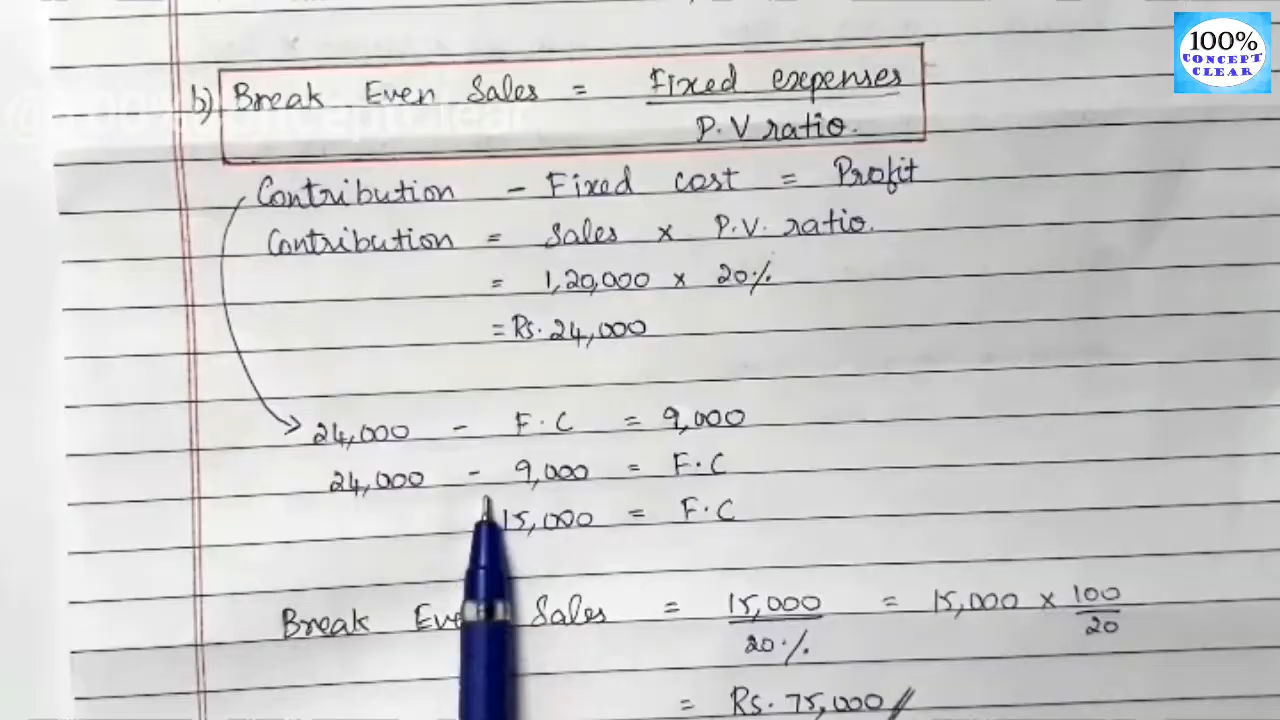 100%
CONCEPT
CLEAR
b) Break Even Sales = Fixed expenses
P.V ratio.
Contribution - Fixed cost = Profit
Contribution = Sales x P.V. ratio.
= 1,20,000 x 20%
= Rs. 24,000
24,000 - F.C = 9,000
24,000 - 9,000 = F.C
15,000 = F.C
Break Sales = 15,000 = 15,000 x 100
20% 20
= Rs. 75,000//